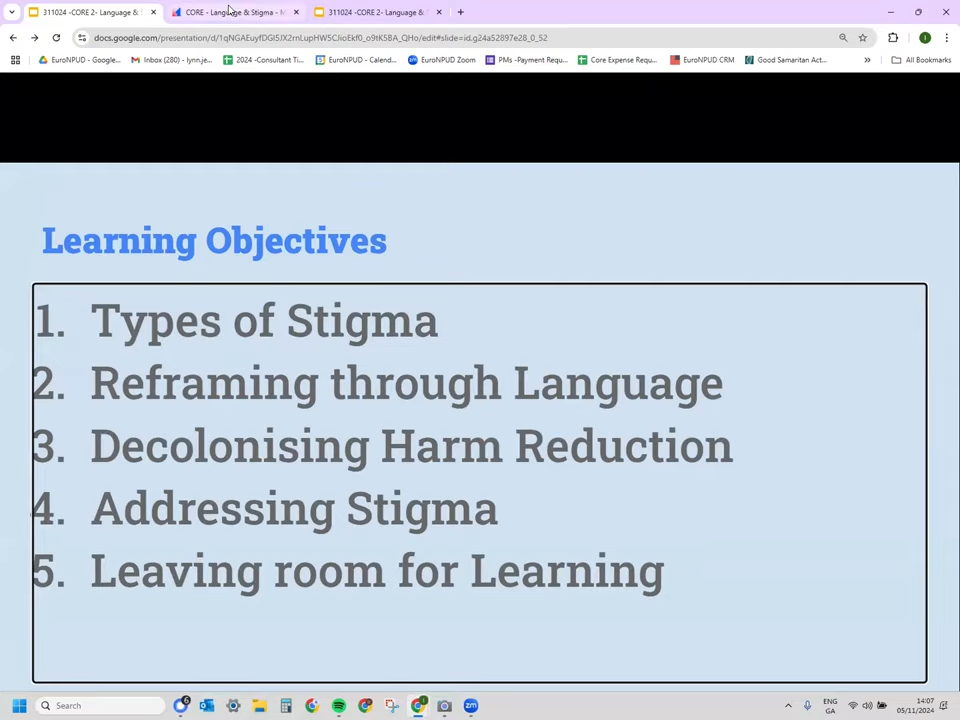 311024 -CORE 2- Language &
CORE - Language & Stigma - M
311024 -CORE 2- Language &
docs.google.com/presentation/d/1qNGAEuyfDGl5JX2rnLupHW5CJioEkf0_o9tK5BA_QHo/edit#slide=id.g24a52897e28_0_52
EuroNPUD - Google...
Inbox (280) - lynn.je...
2024 -Consultant Ti...
EuroNPUD - Calend...
EuroNPUD Zoom
PMs -Payment Requ...
Core Expense Requ...
EuroNPUD CRM
Good Samaritan Act...
All Bookmarks
Learning Objectives
1. Types of Stigma
2. Reframing through Language
3. Decolonising Harm Reduction
4. Addressing Stigma
5. Leaving room for Learning
Search
ENG
GA
14:07
05/11/2024